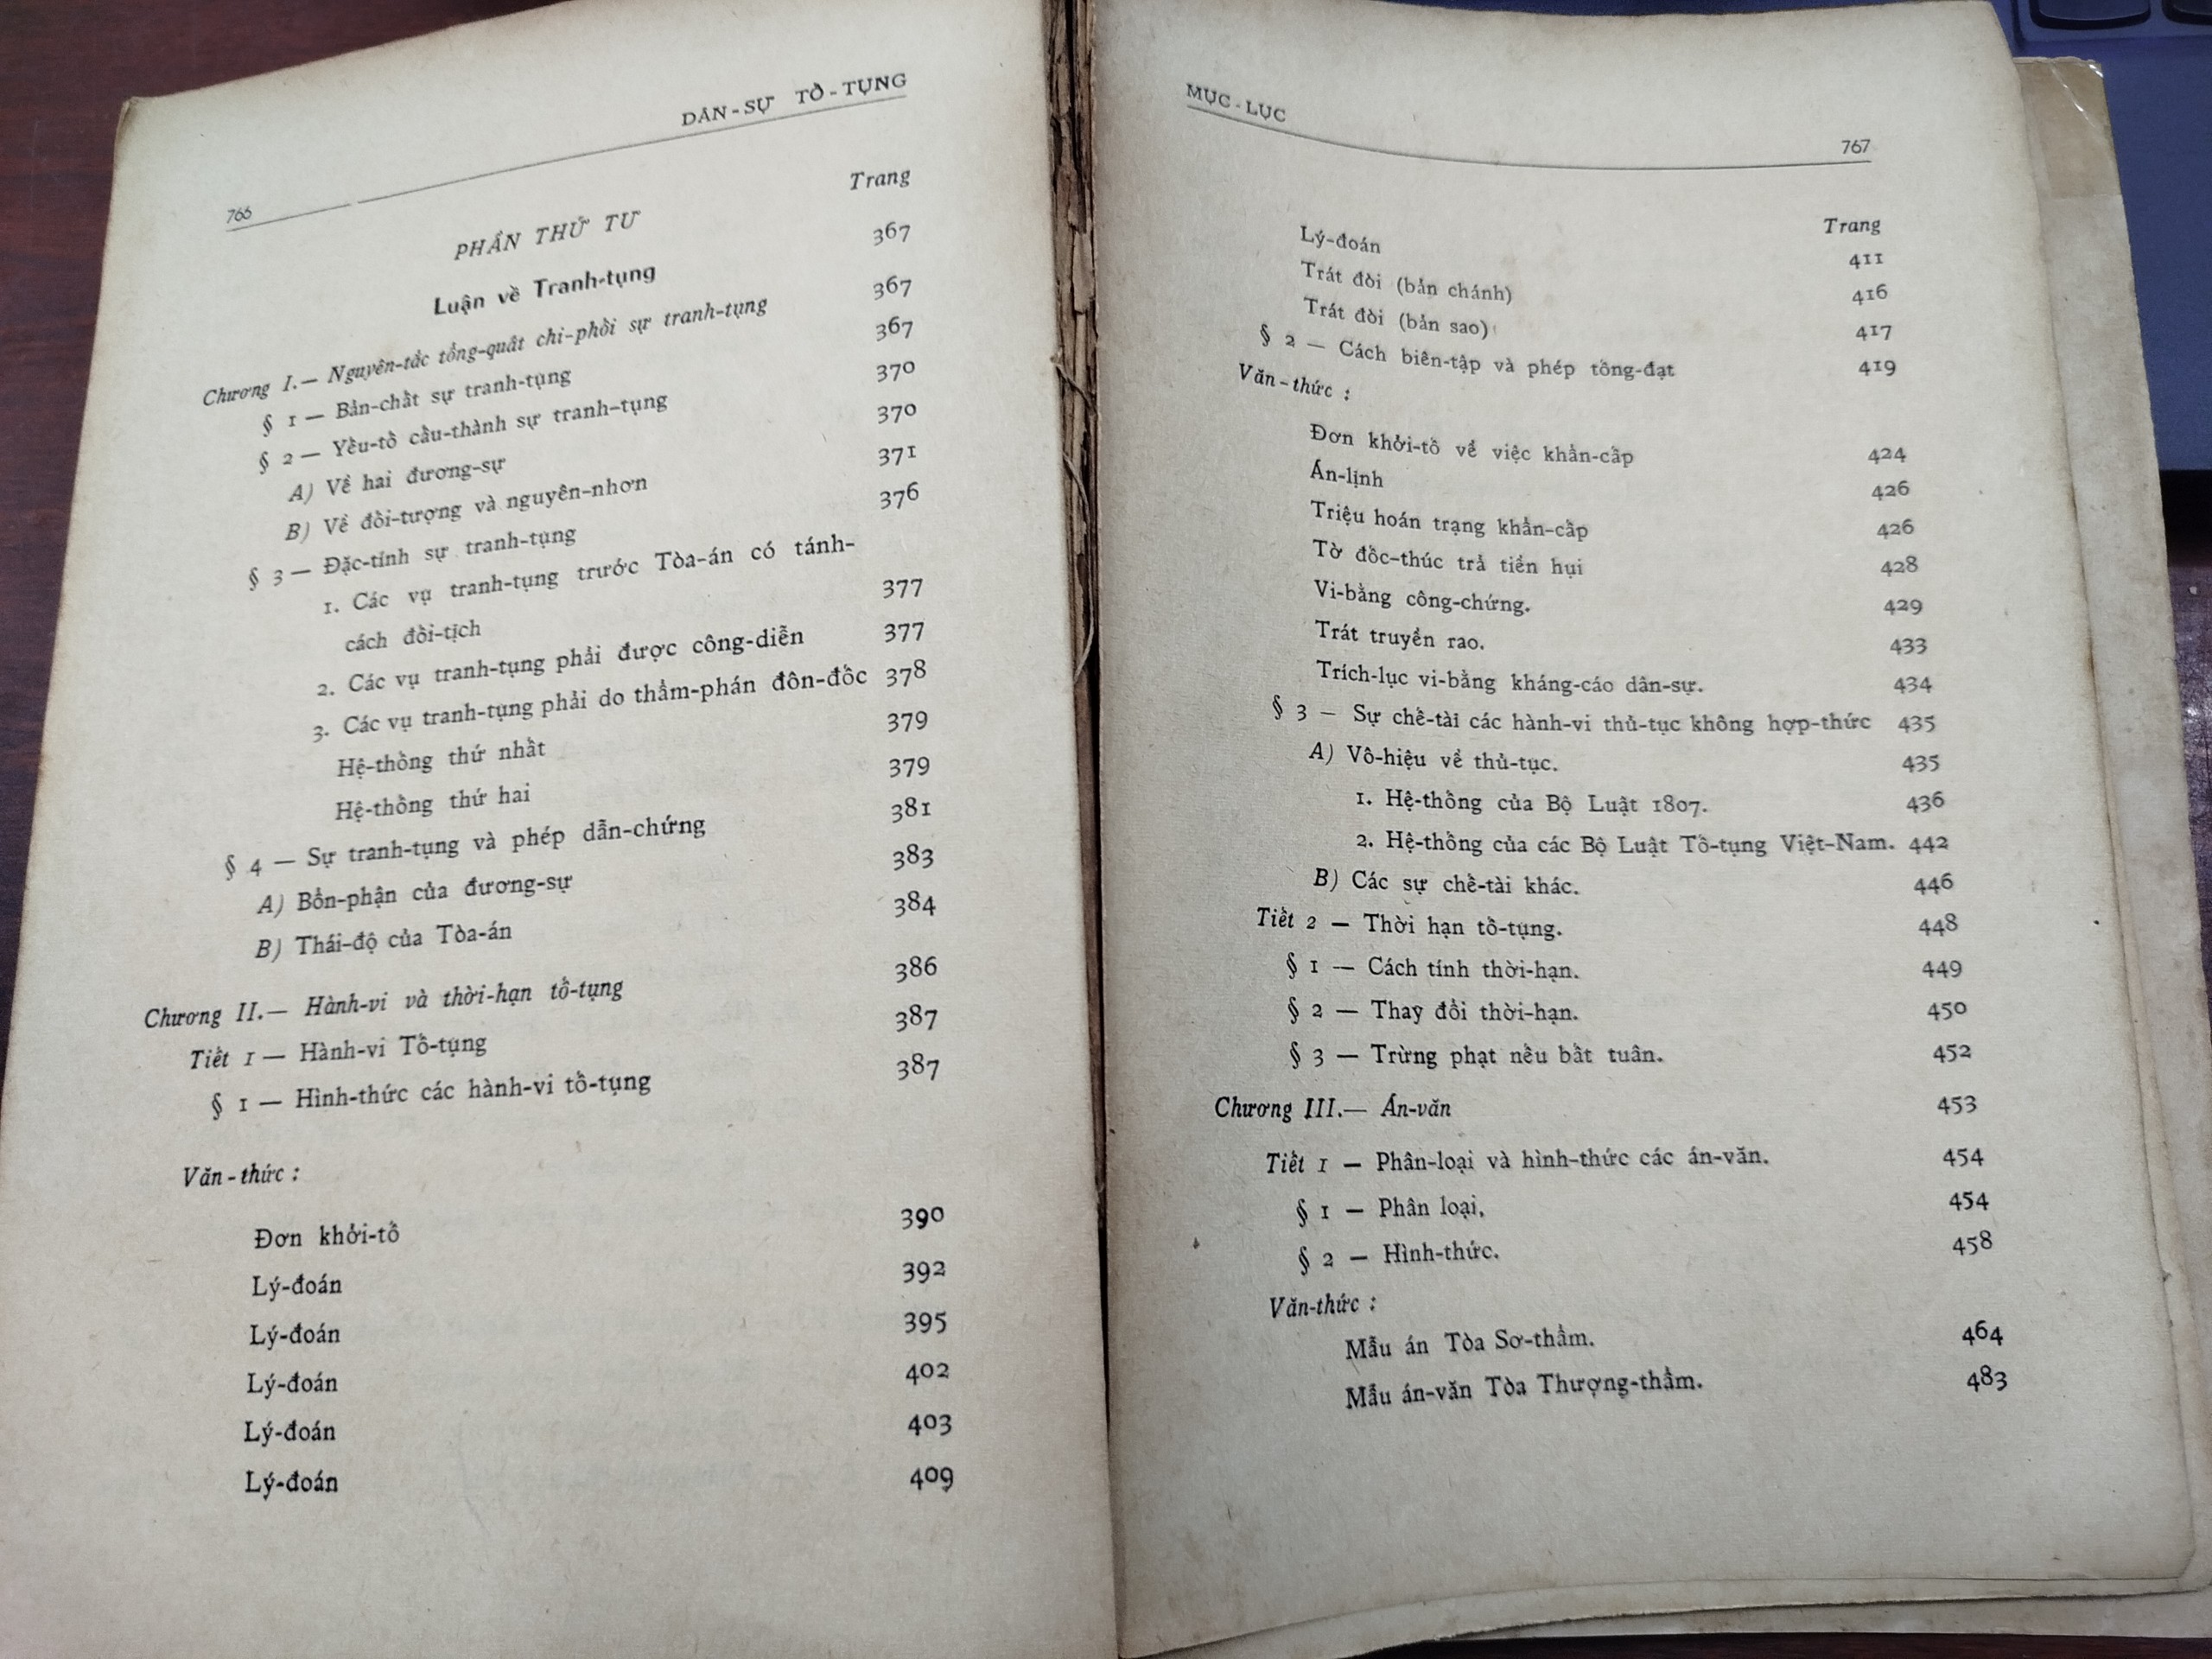 766
DÂN-SỰ TỐ-TỤNG
Trang
PHẦN THỨ TƯ 367
Luận về Tranh-tụng
Chương I.— Nguyên-tắc tổng-quát chi-phối sự tranh-tụng 367
§ 1 — Bản-chất sự tranh-tụng 367
§ 2 — Yếu-tố cấu-thành sự tranh-tụng 370
A) Về hai đương-sự 370
B) Về đối-tượng và nguyên-nhơn 371
§ 3 — Đặc-tính sự tranh-tụng 376
1. Các vụ tranh-tụng trước Tòa-án có tánh-
cách đối-tịch 377
2. Các vụ tranh-tụng phải được công-diễn 377
3. Các vụ tranh-tụng phải do thẩm-phán đôn-đốc 378
Hệ-thống thứ nhất 379
Hệ-thống thứ hai 379
§ 4 — Sự tranh-tụng và phép dẫn-chứng 381
A) Bổn-phận của đương-sự 383
B) Thái-độ của Tòa-án 384
Chương II.— Hành-vi và thời-hạn tố-tụng 386
Tiết 1 — Hành-vi Tố-tụng 387
§ 1 — Hình-thức các hành-vi tố-tụng 387
Văn-thức :
Đơn khởi-tố 390
Lý-đoán 392
Lý-đoán 395
Lý-đoán 402
Lý-đoán 403
Lý-đoán 409
MỤC-LỤC
767
Trang
Lý-đoán 411
Trát đòi (bản chánh) 416
Trát đòi (bản sao) 417
§ 2 — Cách biên-tập và phép tống-đạt 419
Văn-thức :
Đơn khởi-tố về việc khẩn-cấp 424
Án-lịnh 426
Triệu hoán trạng khẩn-cấp 426
Tờ đốc-thúc trả tiền hụi 428
Vi-bằng công-chứng. 429
Trát truyền rao. 433
Trích-lục vi-bằng kháng-cáo dân-sự. 434
§ 3 — Sự chế-tài các hành-vi thủ-tục không hợp-thức 435
A) Vô-hiệu về thủ-tục. 435
1. Hệ-thống của Bộ Luật 1807. 436
2. Hệ-thống của các Bộ Luật Tố-tụng Việt-Nam. 442
B) Các sự chế-tài khác. 446
Tiết 2 — Thời hạn tố-tụng. 448
§ 1 — Cách tính thời-hạn. 449
§ 2 — Thay đổi thời-hạn. 450
§ 3 — Trừng phạt nếu bất tuân. 452
Chương III.— Án-văn 453
Tiết 1 — Phân-loại và hình-thức các án-văn. 454
§ 1 — Phân loại, 454
§ 2 — Hình-thức. 458
Văn-thức :
Mẫu án Tòa Sơ-thẩm. 464
Mẫu án-văn Tòa Thượng-thẩm. 483